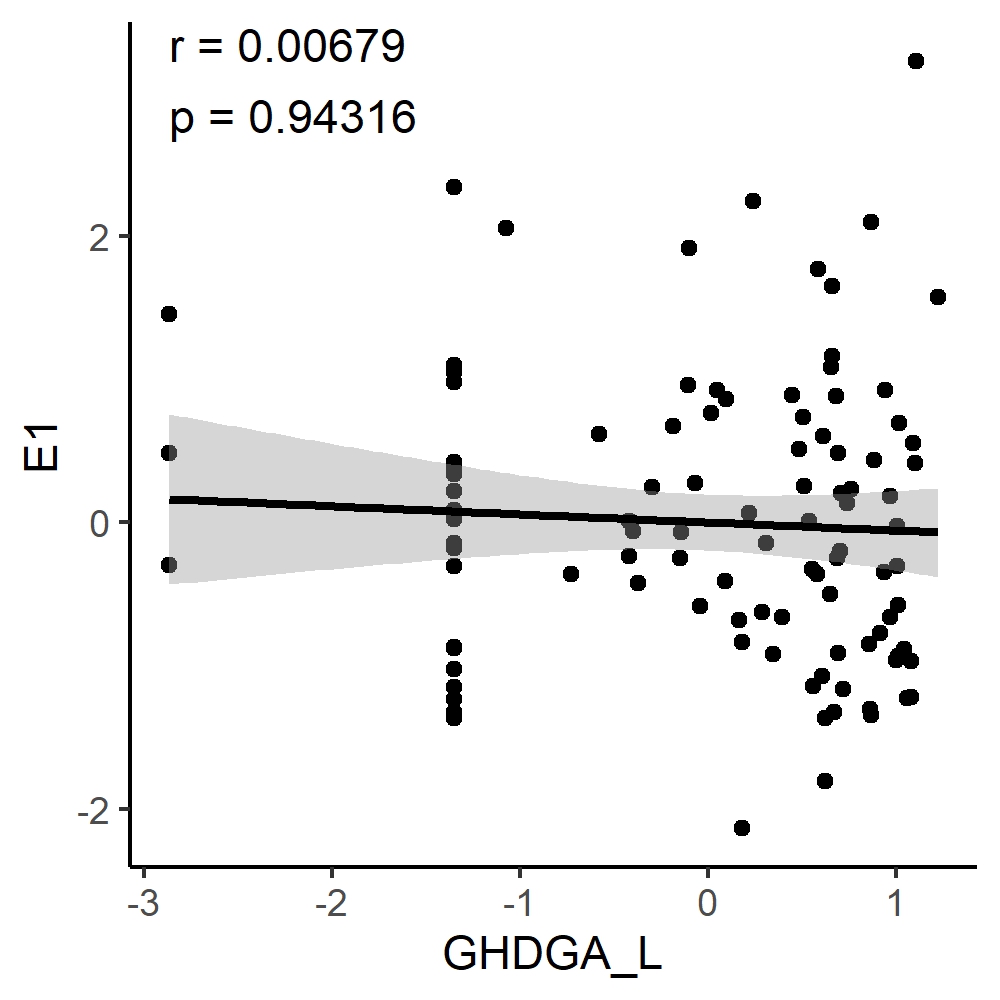 r = 0.00679
p = 0.94316
E1
2
0
-2
-3 -2 -1 0 1
GHDGA_L